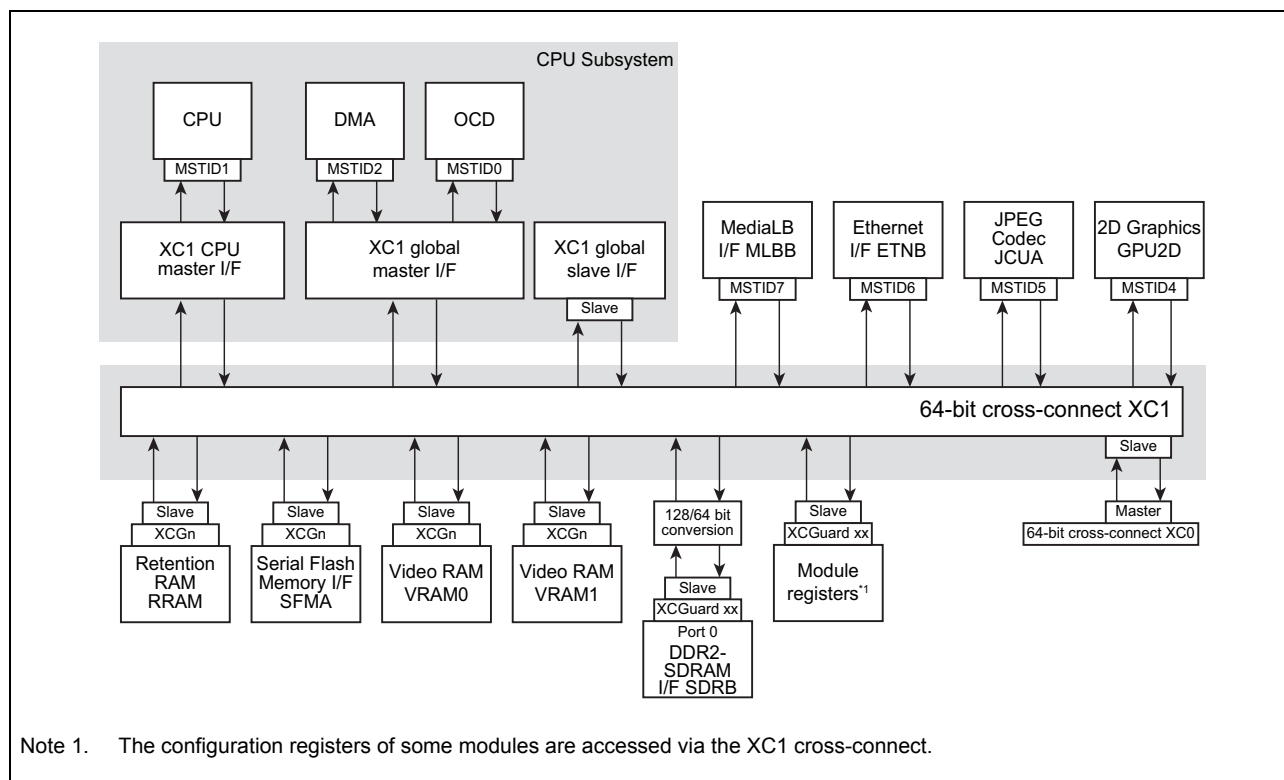 CPU Subsystem
CPU
DMA
OCD
MSTID1
MSTID2
MSTID0
XC1 CPU
master I/F
XC1 global
master I/F
XC1 global
slave I/F
Slave
MediaLB
I/F MLBB
MSTID7
Ethernet
I/F ETNB
MSTID6
JPEG
Codec
JCUA
MSTID5
2D Graphics
GPU2D
MSTID4
64-bit cross-connect XC1
Slave
Slave
XCGn
Retention
RAM
RRAM
Slave
XCGn
Serial Flash
Memory I/F
SFMA
Slave
XCGn
Video RAM
VRAM0
Slave
XCGn
Video RAM
VRAM1
128/64 bit
conversion
Slave
XCGuard xx
Port 0
DDR2-
SDRAM
I/F SDRB
Slave
XCGuard xx
Module
registers*1
Master
64-bit cross-connect XC0
Note 1. The configuration registers of some modules are accessed via the XC1 cross-connect.